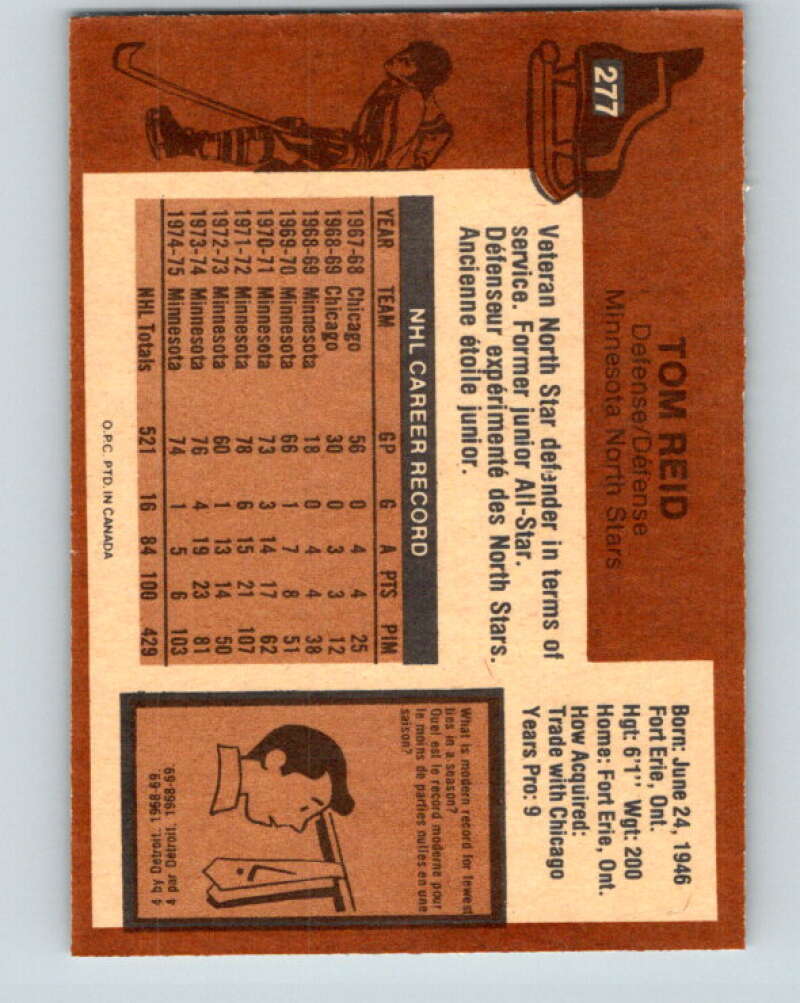 277
TOM REID
Defense/Défense
Minnesota North Stars
Born: June 24, 1946
Fort Erie, Ont.
Hgt: 6'1" Wgt: 200
Home: Fort Erie, Ont.
How Acquired:
Trade with Chicago
Years Pro: 9
Veteran North Star defender in terms of
service. Former junior All-Star.
Défenseur expérimenté des North Stars.
Ancienne étoile junior.
NHL CAREER RECORD
YEAR TEAM GP G A PTS PIM
1967-68 Chicago 56 0 4 4 25
1968-69 Chicago 30 0 3 3 12
1968-69 Minnesota 18 0 4 4 38
1969-70 Minnesota 66 1 7 8 51
1970-71 Minnesota 73 3 14 17 62
1971-72 Minnesota 78 6 15 21 107
1972-73 Minnesota 60 1 13 14 50
1973-74 Minnesota 76 4 19 23 81
1974-75 Minnesota 74 1 5 6 103
NHL Totals 521 16 84 100 429
What is modern record for fewest
ties in a season?
Quel est le record moderne pour
le moins de parties nulles en une
saison?
4 by Detroit, 1968-69
4 par Detroit, 1968-69
O.P.C. PTD. IN CANADA